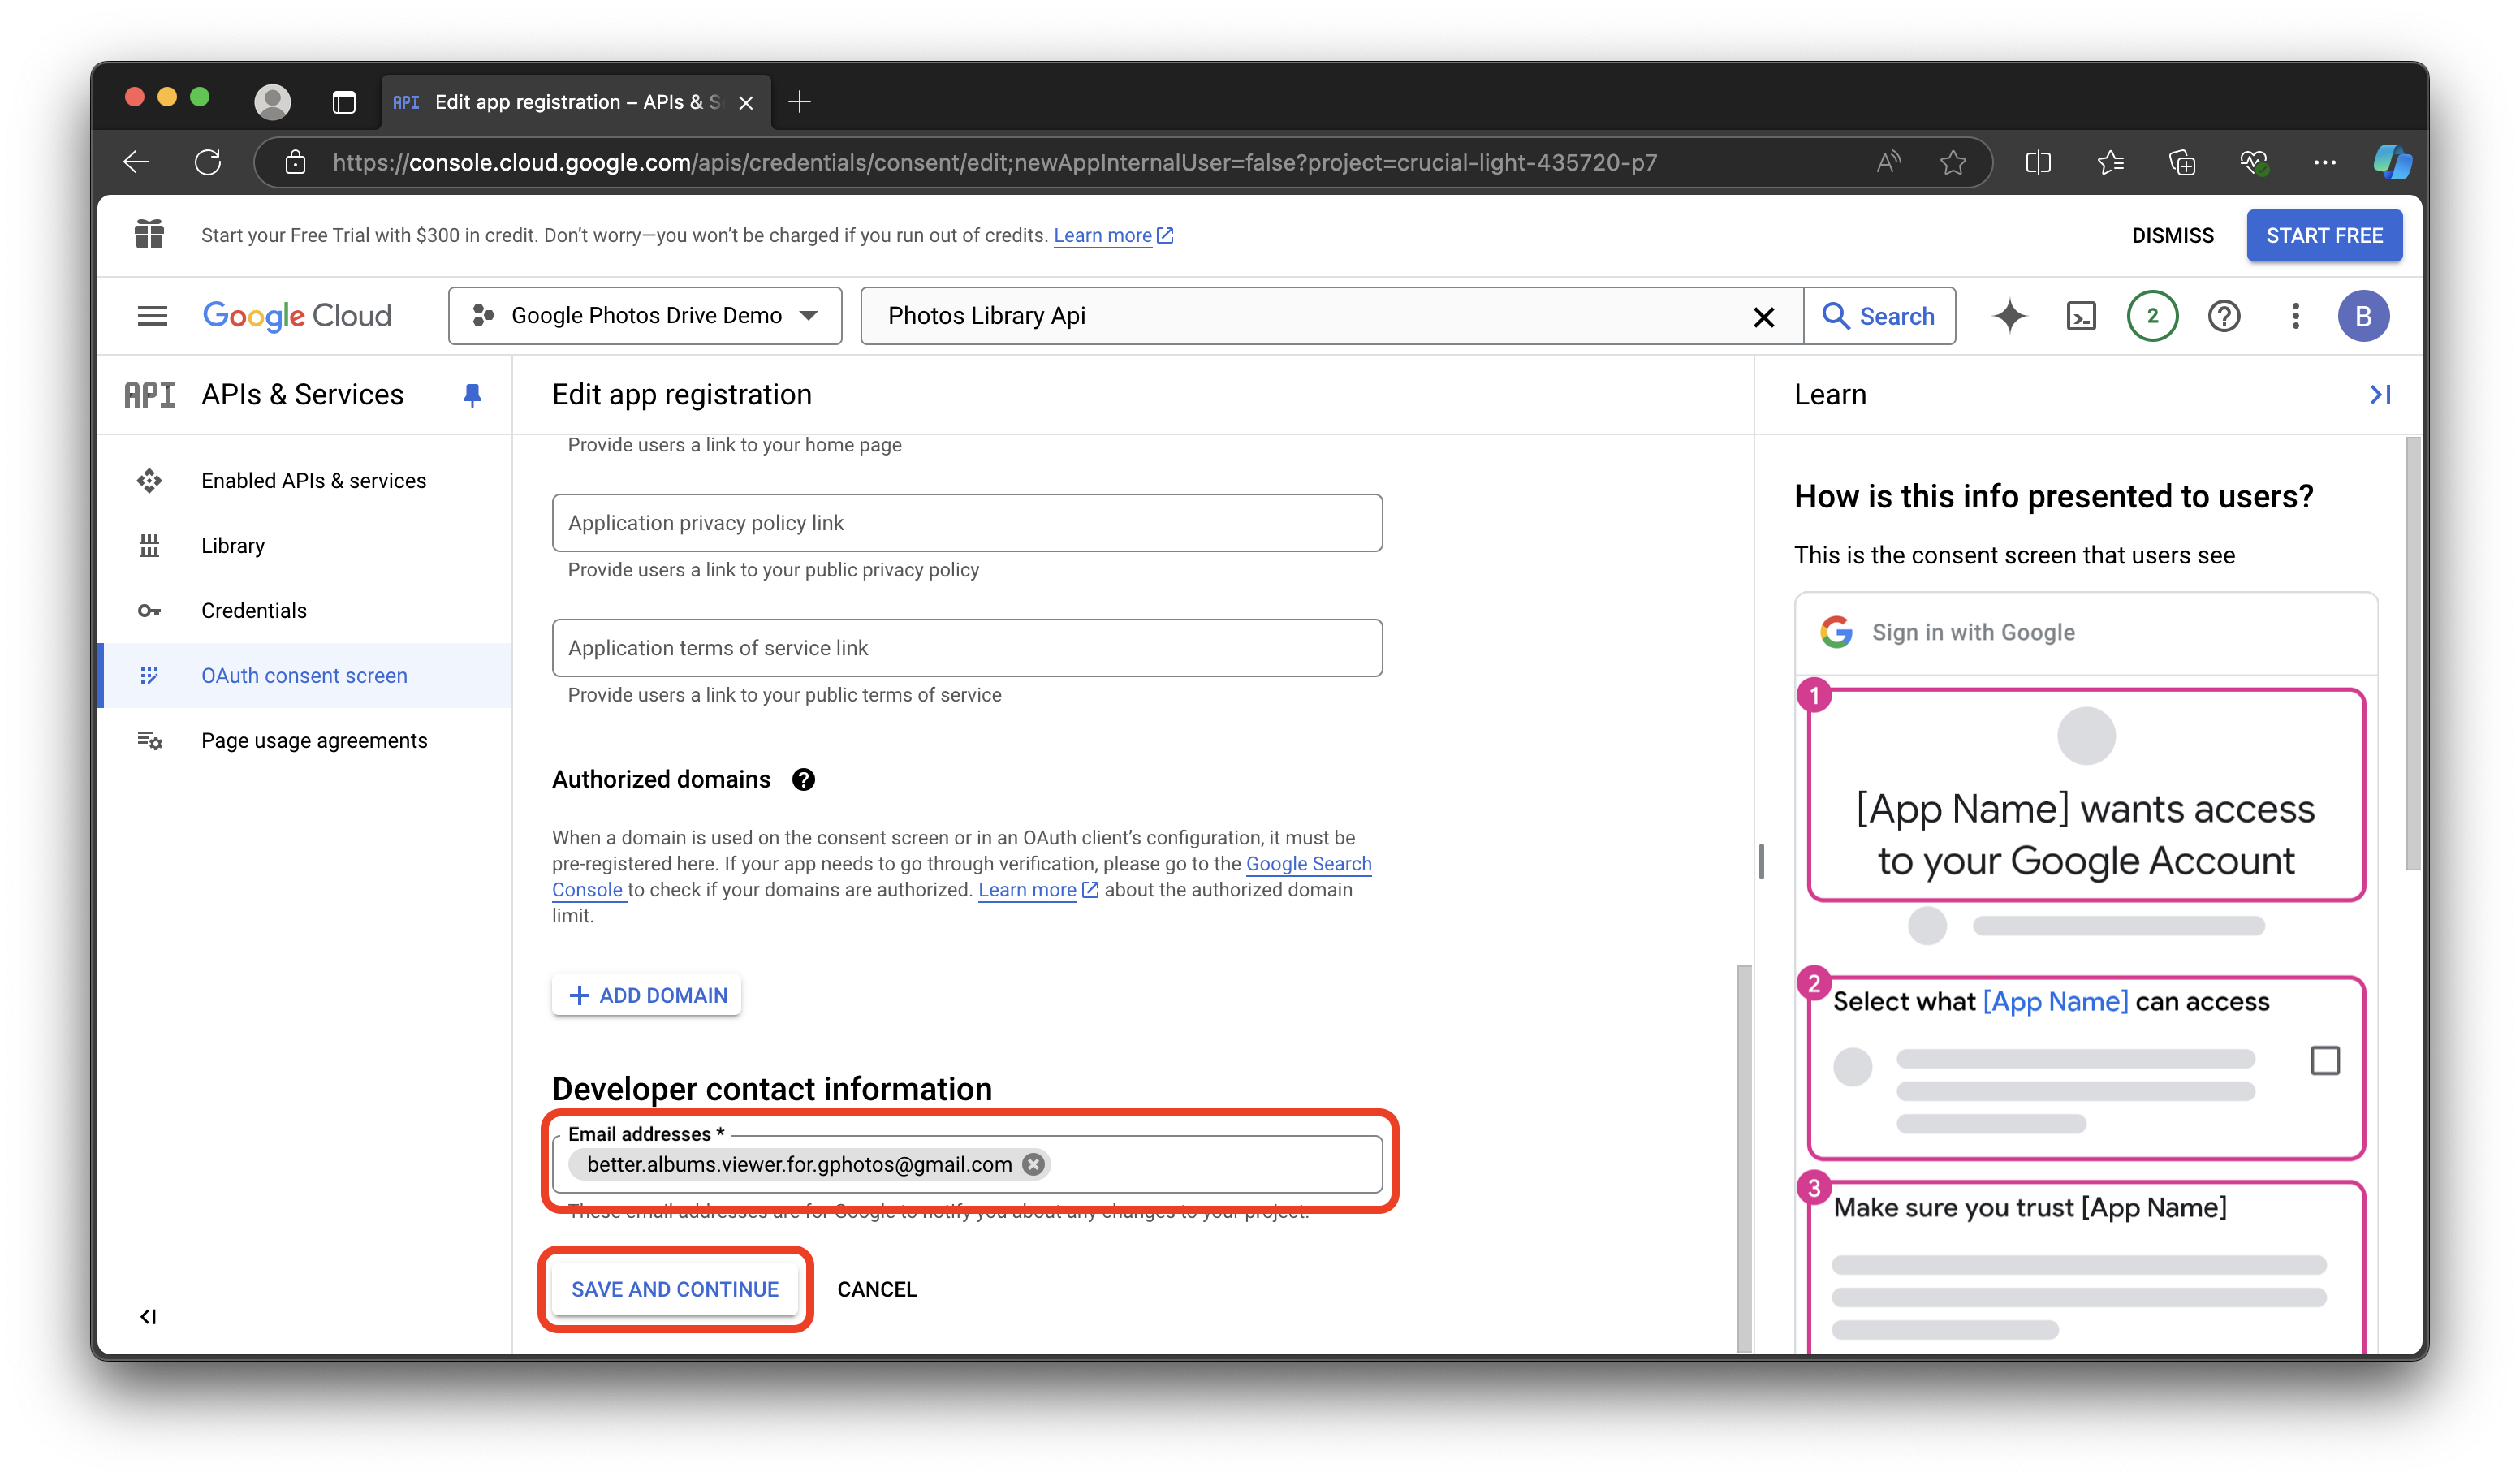 API Edit app registration – APIs & S
https://console.cloud.google.com/apis/credentials/consent/edit;newAppInternalUser=false?project=crucial-light-435720-p7
Start your Free Trial with $300 in credit. Don’t worry—you won’t be charged if you run out of credits. Learn more
DISMISS
START FREE
Google Cloud
Google Photos Drive Demo
Photos Library Api
Search
2
B
API APIs & Services
Enabled APIs & services
Library
Credentials
OAuth consent screen
Page usage agreements
Edit app registration
Provide users a link to your home page
Application privacy policy link
Provide users a link to your public privacy policy
Application terms of service link
Provide users a link to your public terms of service
Authorized domains
When a domain is used on the consent screen or in an OAuth client’s configuration, it must be
pre-registered here. If your app needs to go through verification, please go to the Google Search
Console to check if your domains are authorized. Learn more about the authorized domain
limit.
ADD DOMAIN
Developer contact information
Email addresses *
better.albums.viewer.for.gphotos@gmail.com
These email addresses are for Google to notify you about any changes to your project.
SAVE AND CONTINUE
CANCEL
Learn
How is this info presented to users?
This is the consent screen that users see
Sign in with Google
1
[App Name] wants access
to your Google Account
2
Select what [App Name] can access
3
Make sure you trust [App Name]